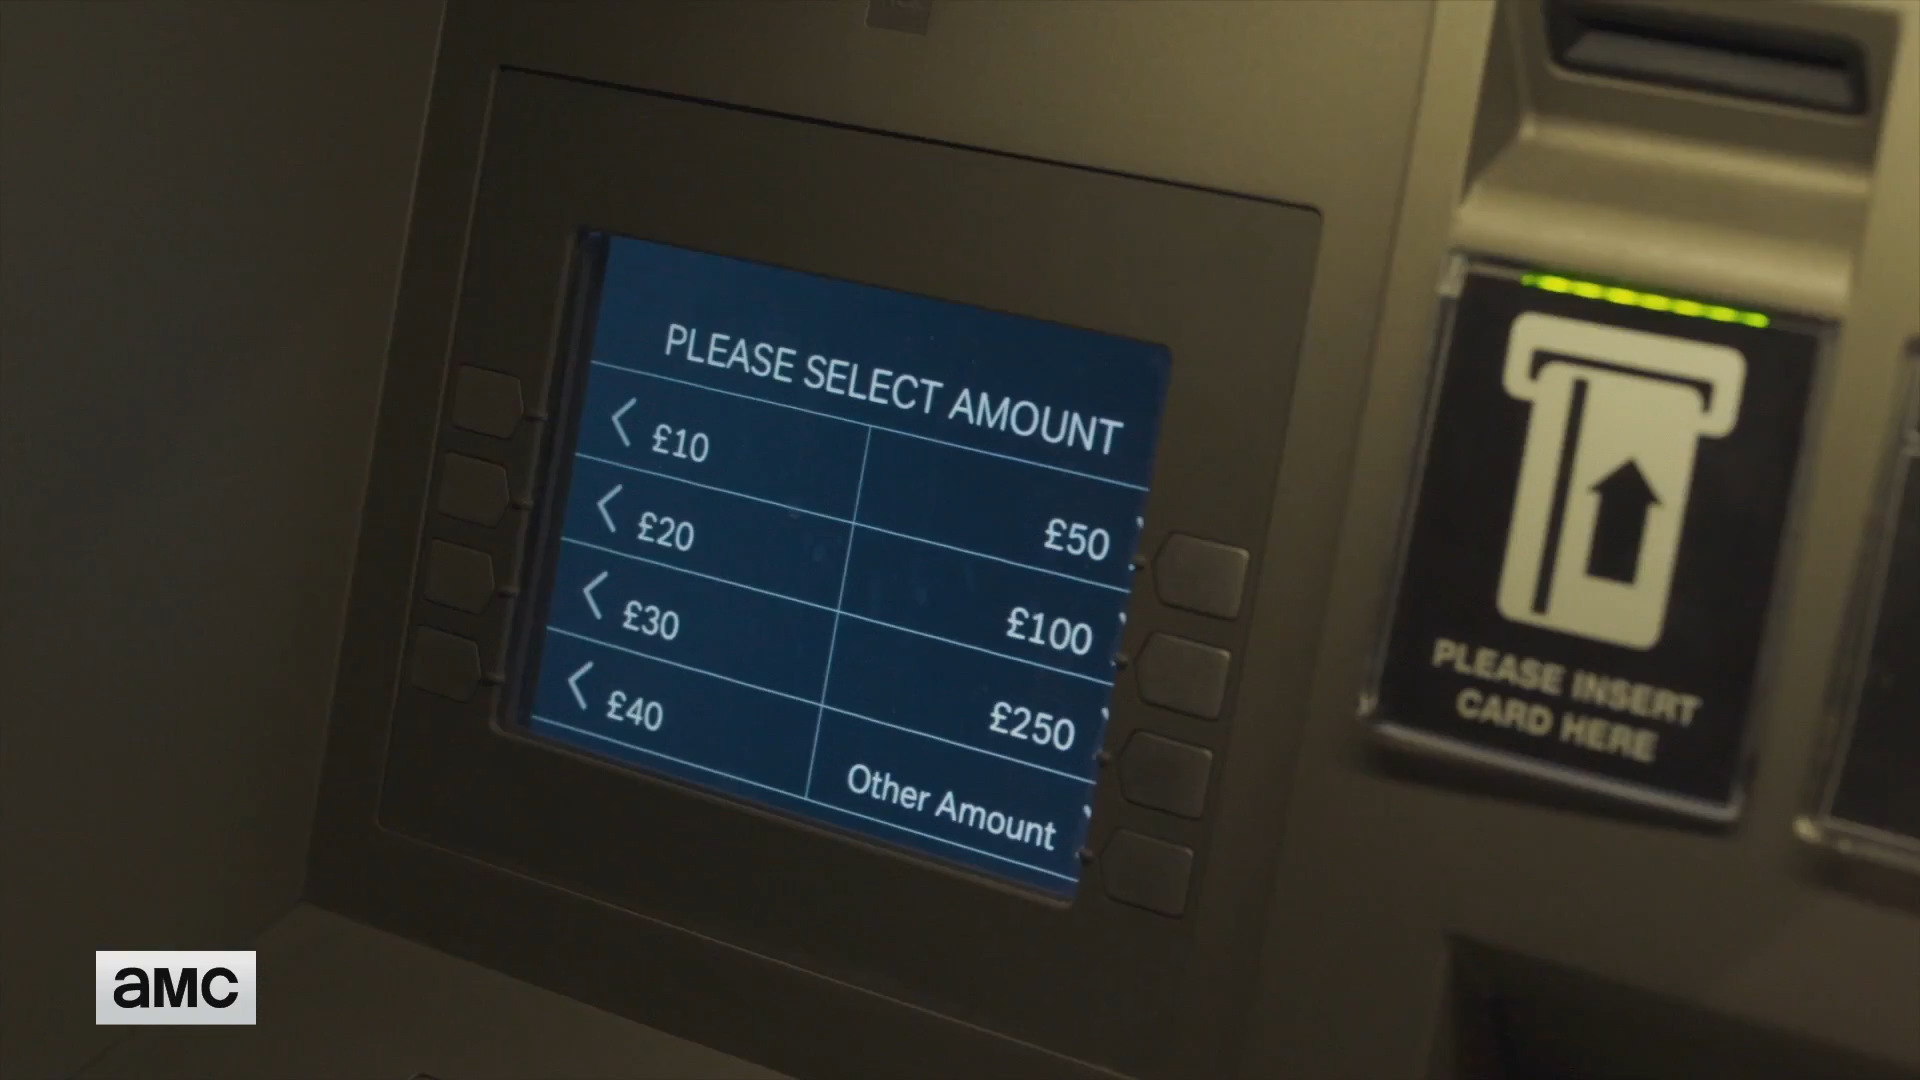 PLEASE SELECT AMOUNT
£10
£50
£20
£100
£30
£250
£40
Other Amount
PLEASE INSERT
CARD HERE
aMC